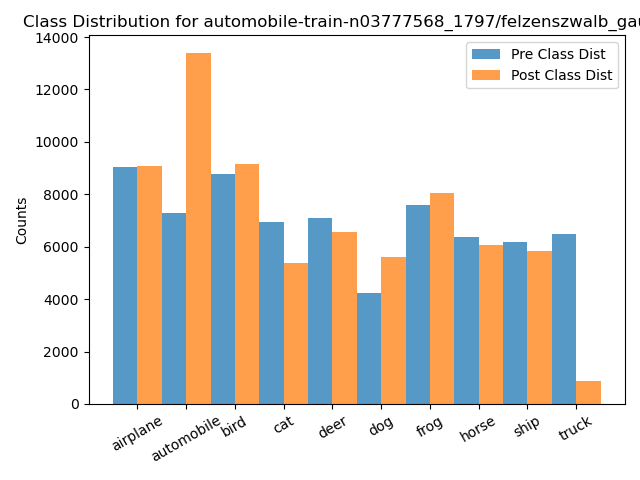 Class Distribution for automobile-train-n03777568_1797/felzenszwalb_gau
Pre Class Dist
Post Class Dist
14000
12000
10000
8000
6000
4000
2000
0
Counts
airplane
automobile
bird
cat
deer
dog
frog
horse
ship
truck